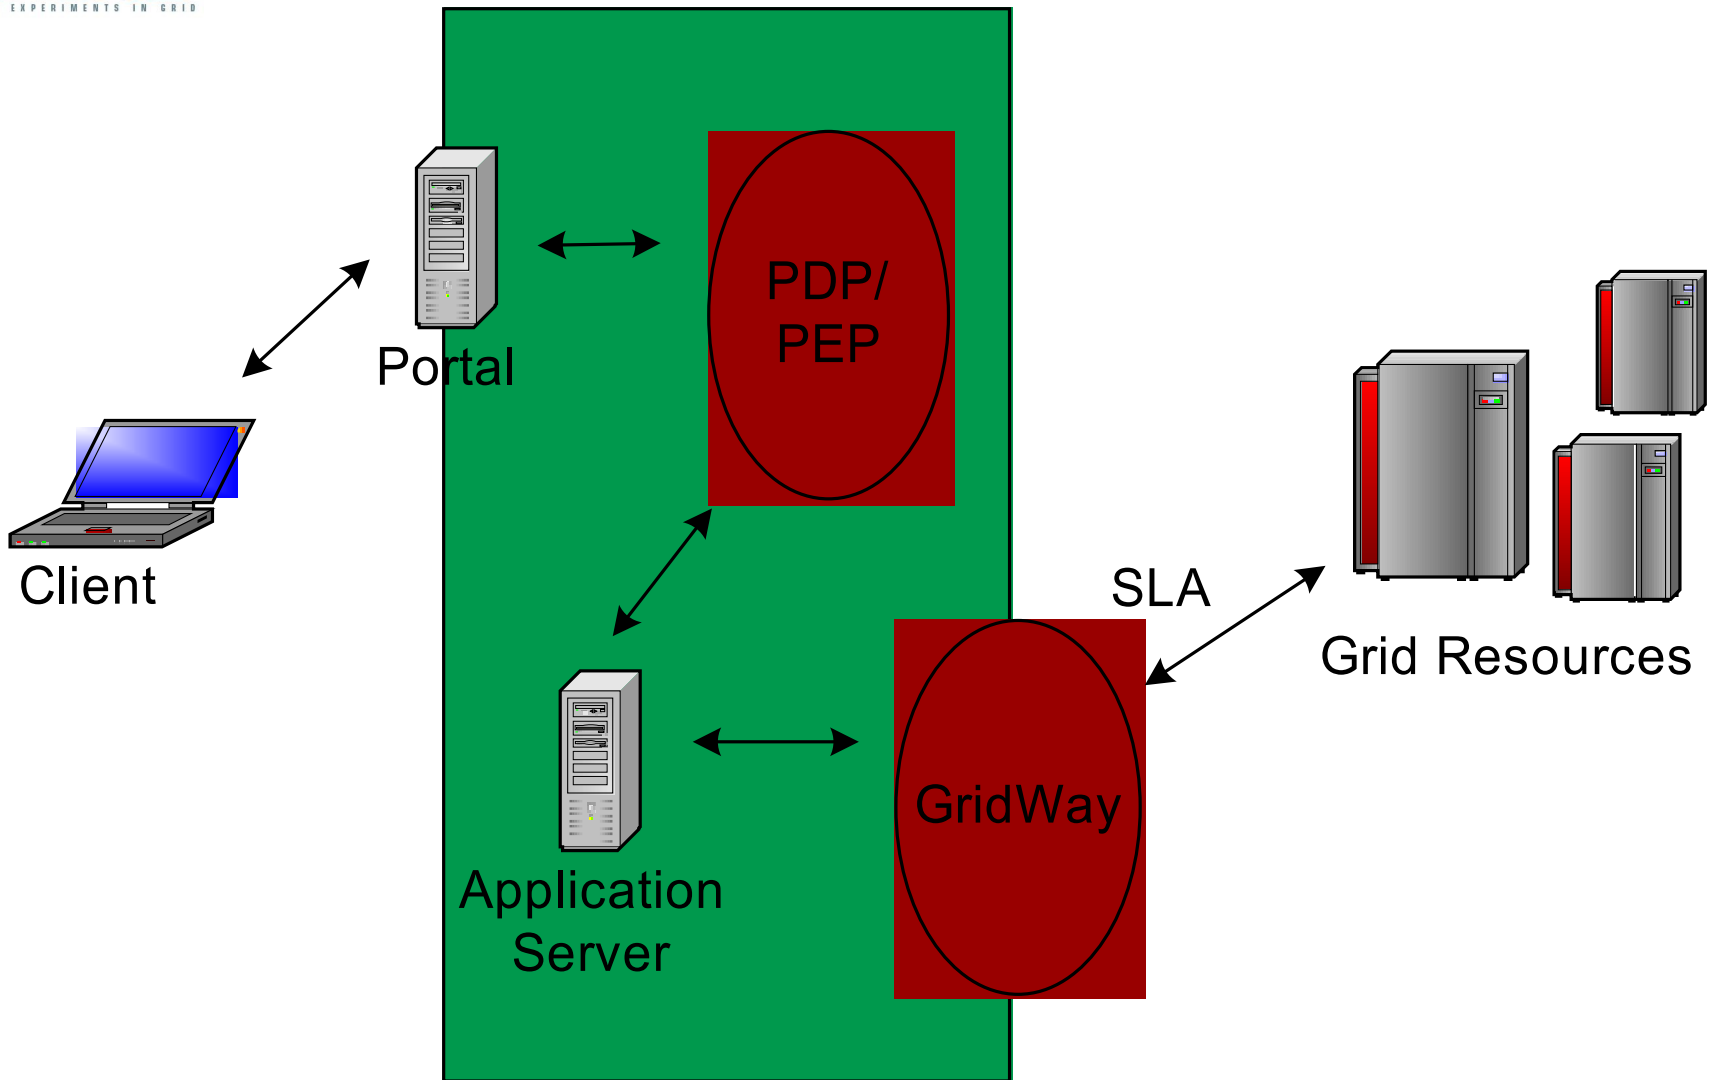 EXPERIMENTS IN GRID
PDP/
PEP
Portal
Client
SLA
Grid Resources
GridWay
Application
Server